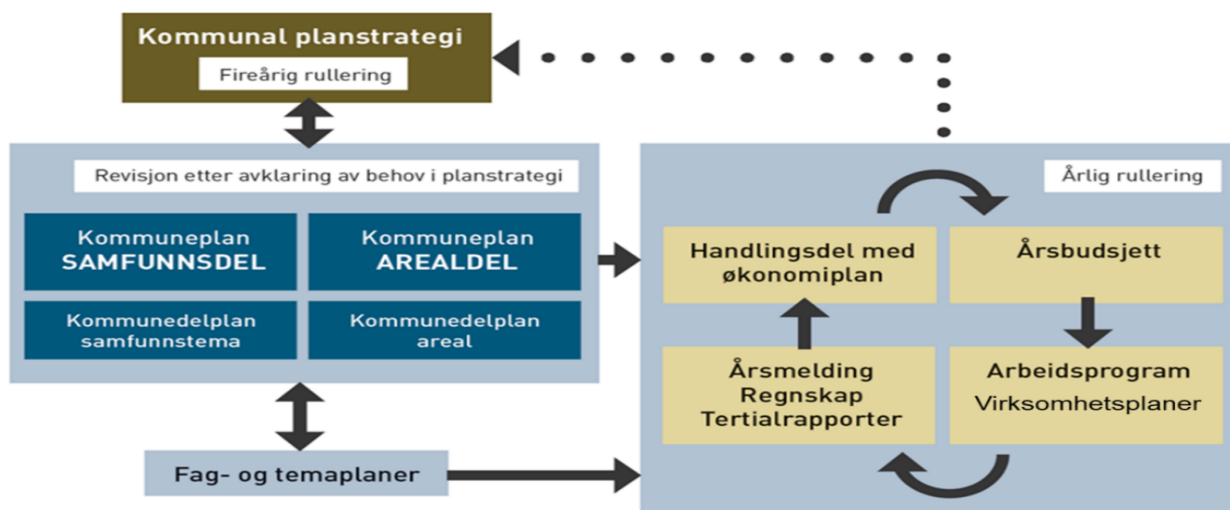 Kommunal planstrategi
Fireårig rullering
Revisjon etter avklaring av behov i planstrategi
Kommuneplan
SAMFUNNSDEL
Kommuneplan
AREALDEL
Kommunedelplan
samfunnstema
Kommunedelplan
areal
Fag- og temaplaner
Årlig rullering
Handlingsdel med
økonomiplan
Årsbudsjett
Årsmelding
Regnskap
Tertialrapporter
Arbeidsprogram
Virksomhetsplaner